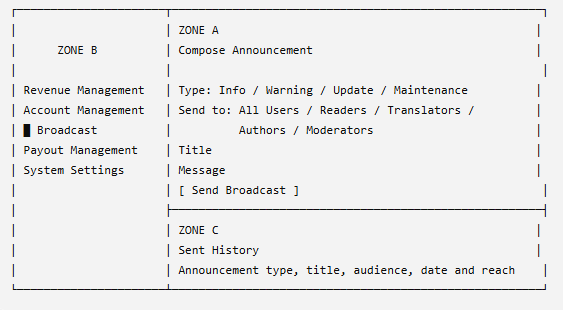 ZONE A
ZONE B
Compose Announcement
Revenue Management
Type: Info / Warning / Update / Maintenance
Account Management
Send to: All Users / Readers / Translators /
Broadcast
Authors / Moderators
Payout Management
Title
System Settings
Message
[ Send Broadcast ]
ZONE C
Sent History
Announcement type, title, audience, date and reach